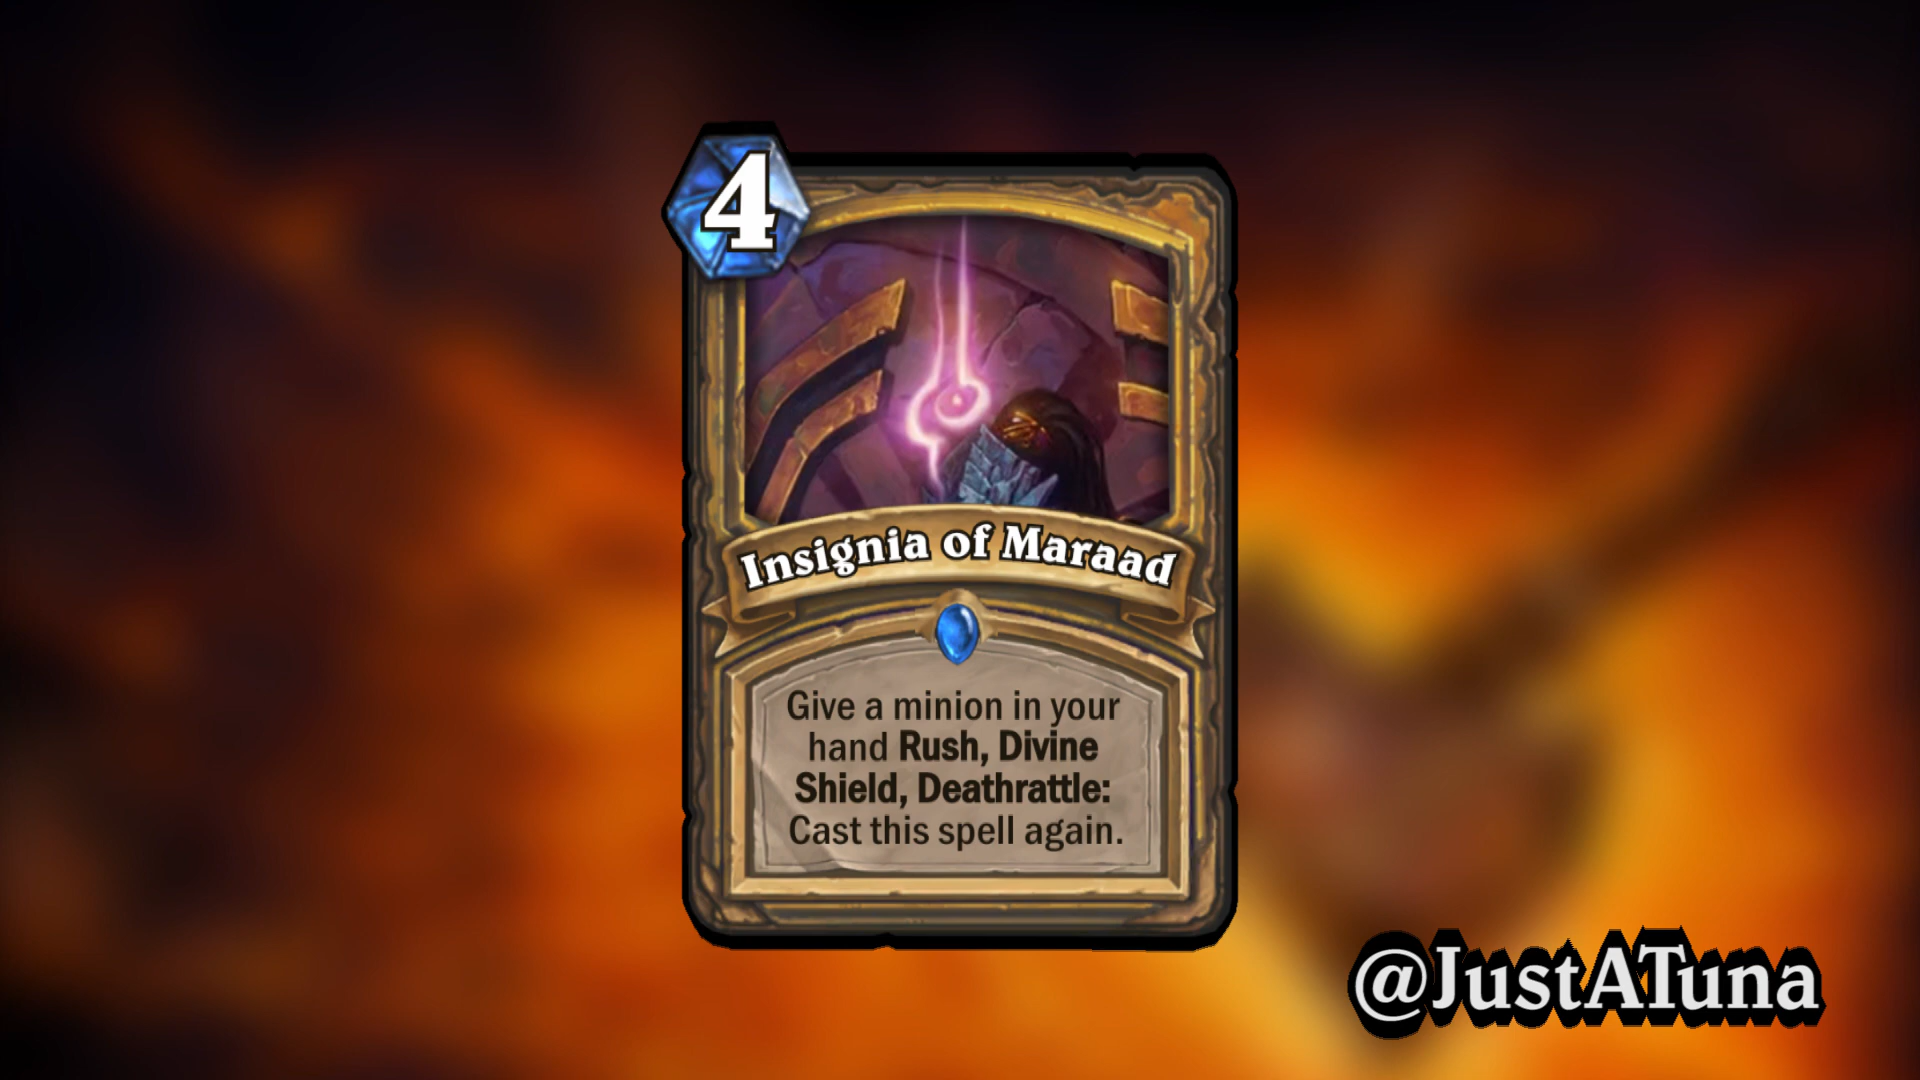 4
Insignia of Maraad
Give a minion in your
hand Rush, Divine
Shield, Deathrattle:
Cast this spell again.
@JustATuna